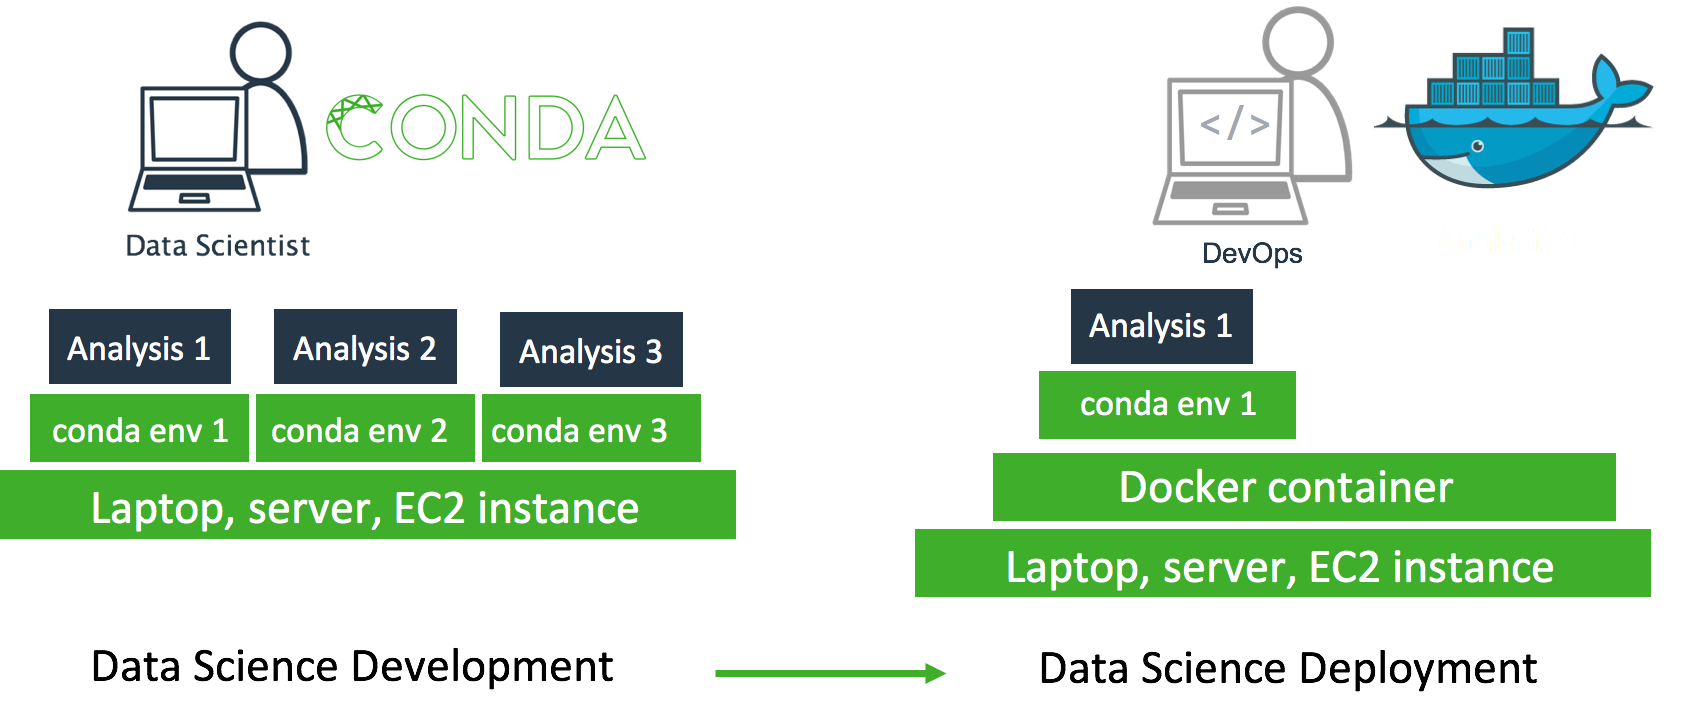 CONDA
Data Scientist
Analysis 1
Analysis 2
Analysis 3
conda env 1
conda env 2
conda env 3
Laptop, server, EC2 instance
Data Science Development
</>
DevOps
Analysis 1
conda env 1
Docker container
Laptop, server, EC2 instance
Data Science Deployment